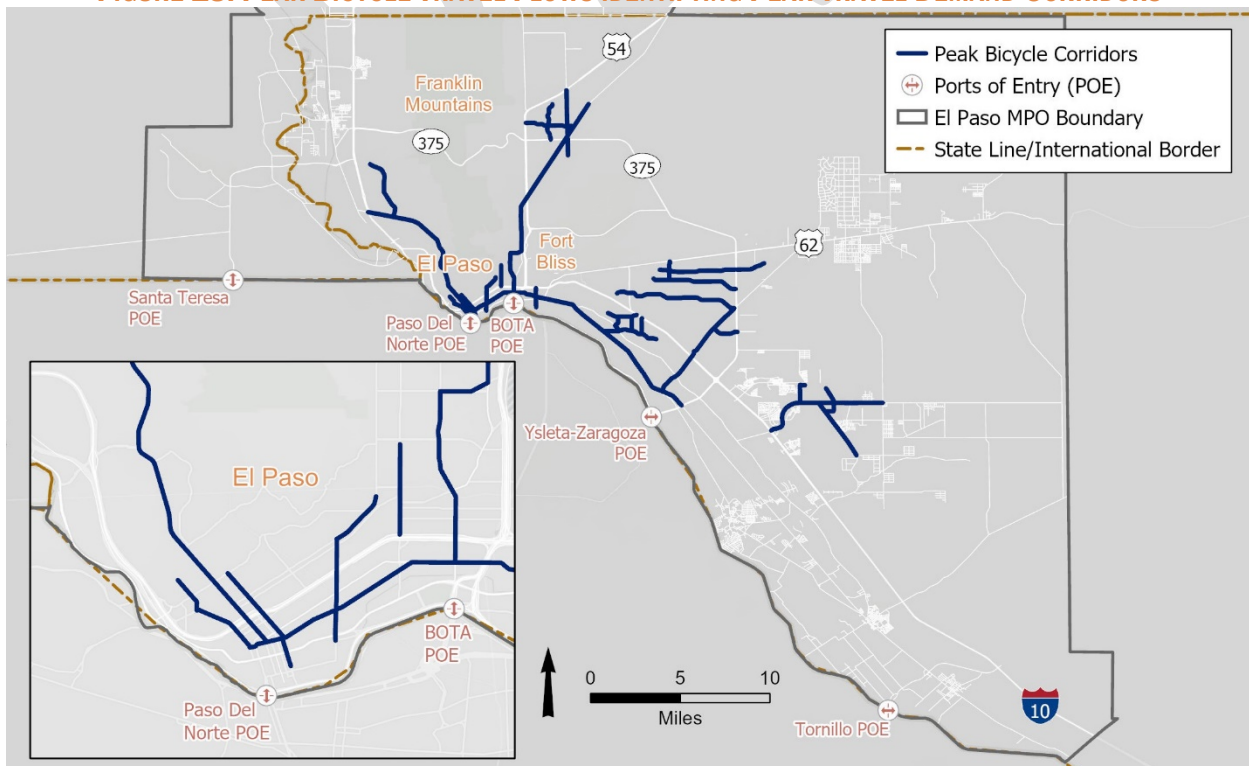 54
Franklin
Mountains
375
375
Fort
Bliss
62
El Paso
Santa Teresa
POE
Paso Del
Norte POE
BOTA
POE
Ysleta-Zaragoza
POE
Tornillo POE
10
Peak Bicycle Corridors
Ports of Entry (POE)
El Paso MPO Boundary
State Line/International Border
El Paso
BOTA
POE
Paso Del
Norte POE
0 5 10
Miles